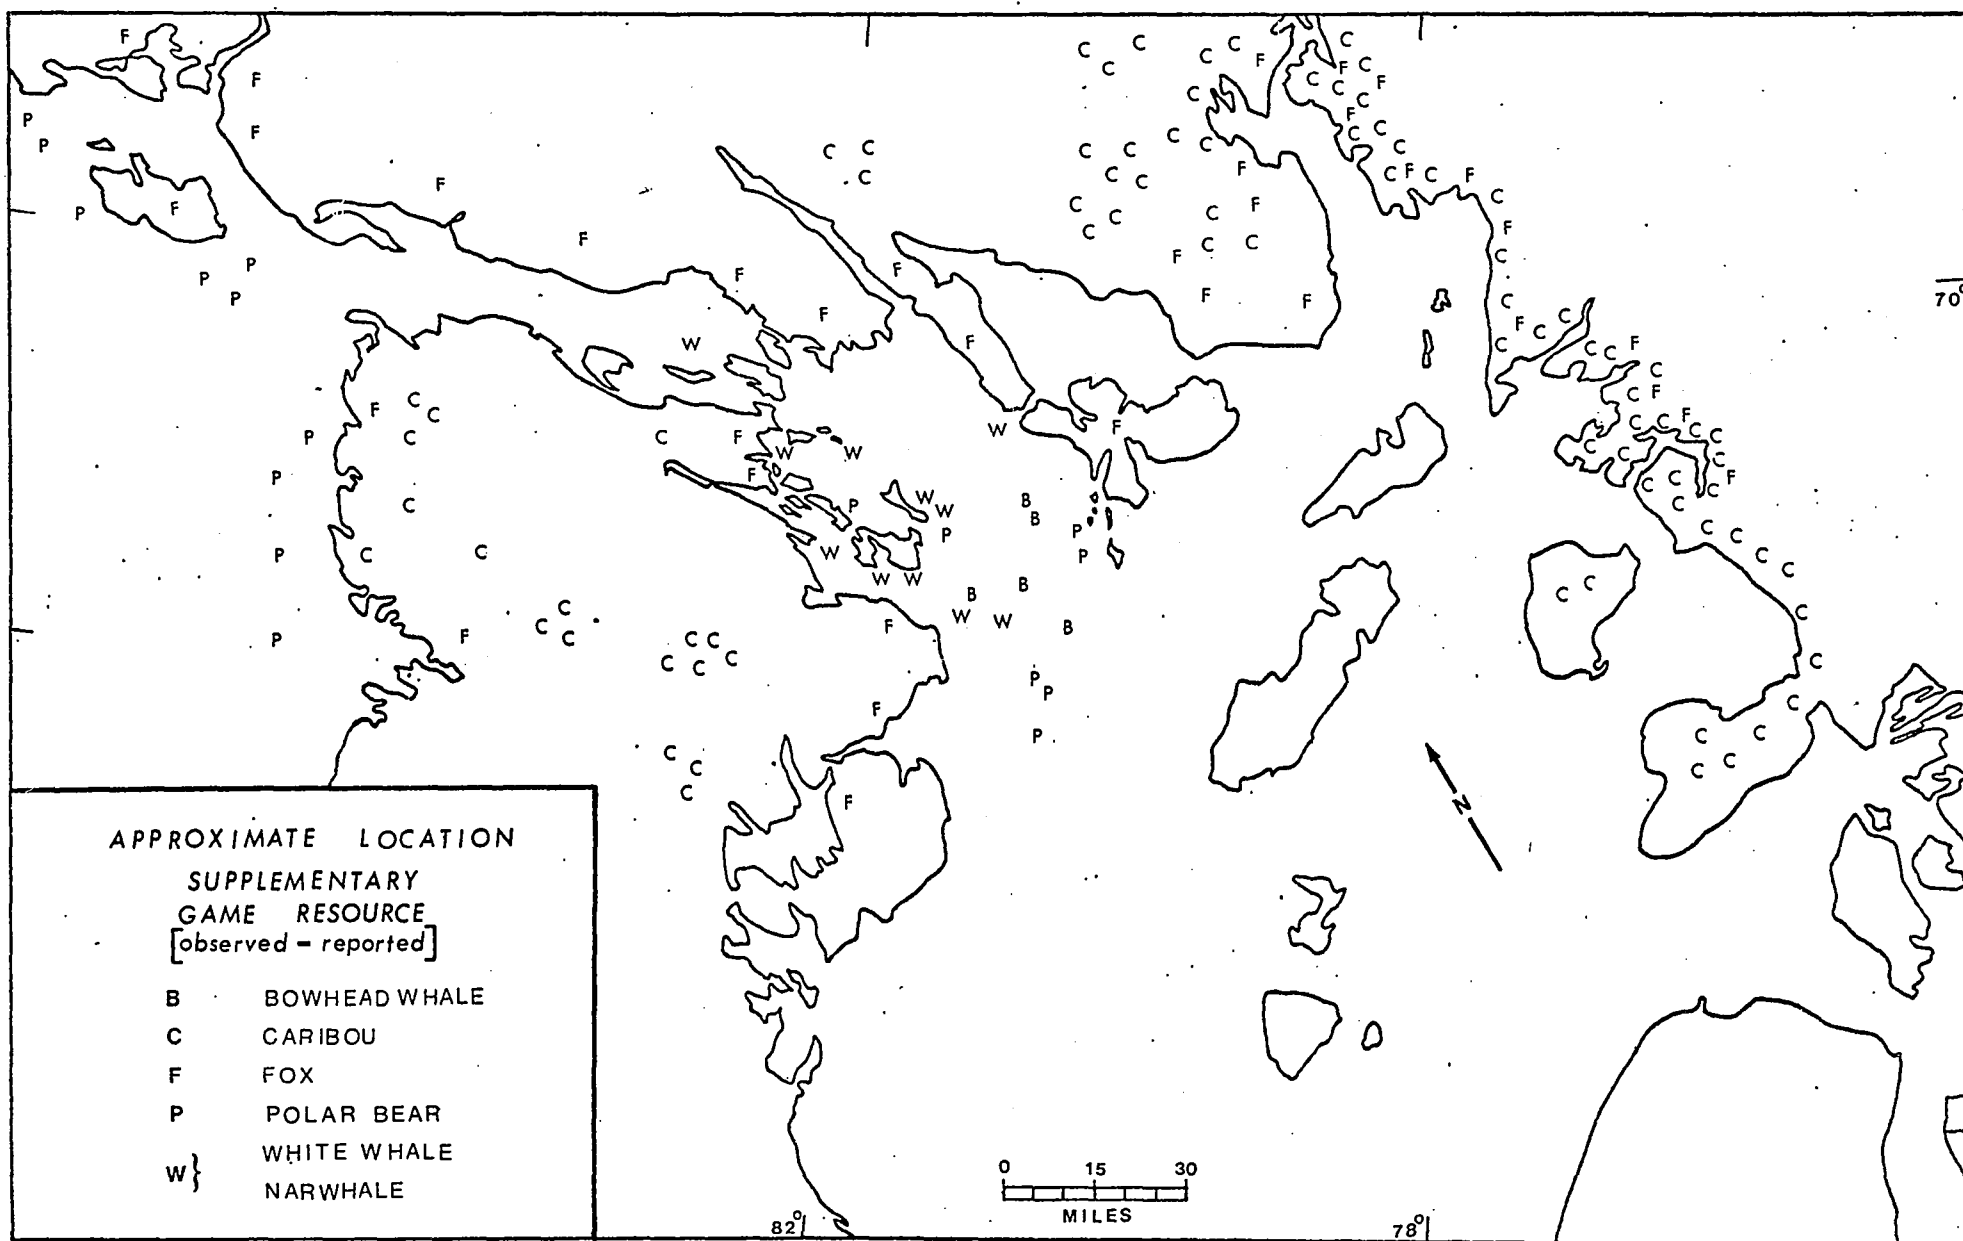 APPROXIMATE LOCATION
SUPPLEMENTARY
GAME RESOURCE
[observed – reported]
B BOWHEAD WHALE
C CARIBOU
F FOX
P POLAR BEAR
W} WHITE WHALE
NARWHALE
70°
N
0 15 30
MILES
82°
78°